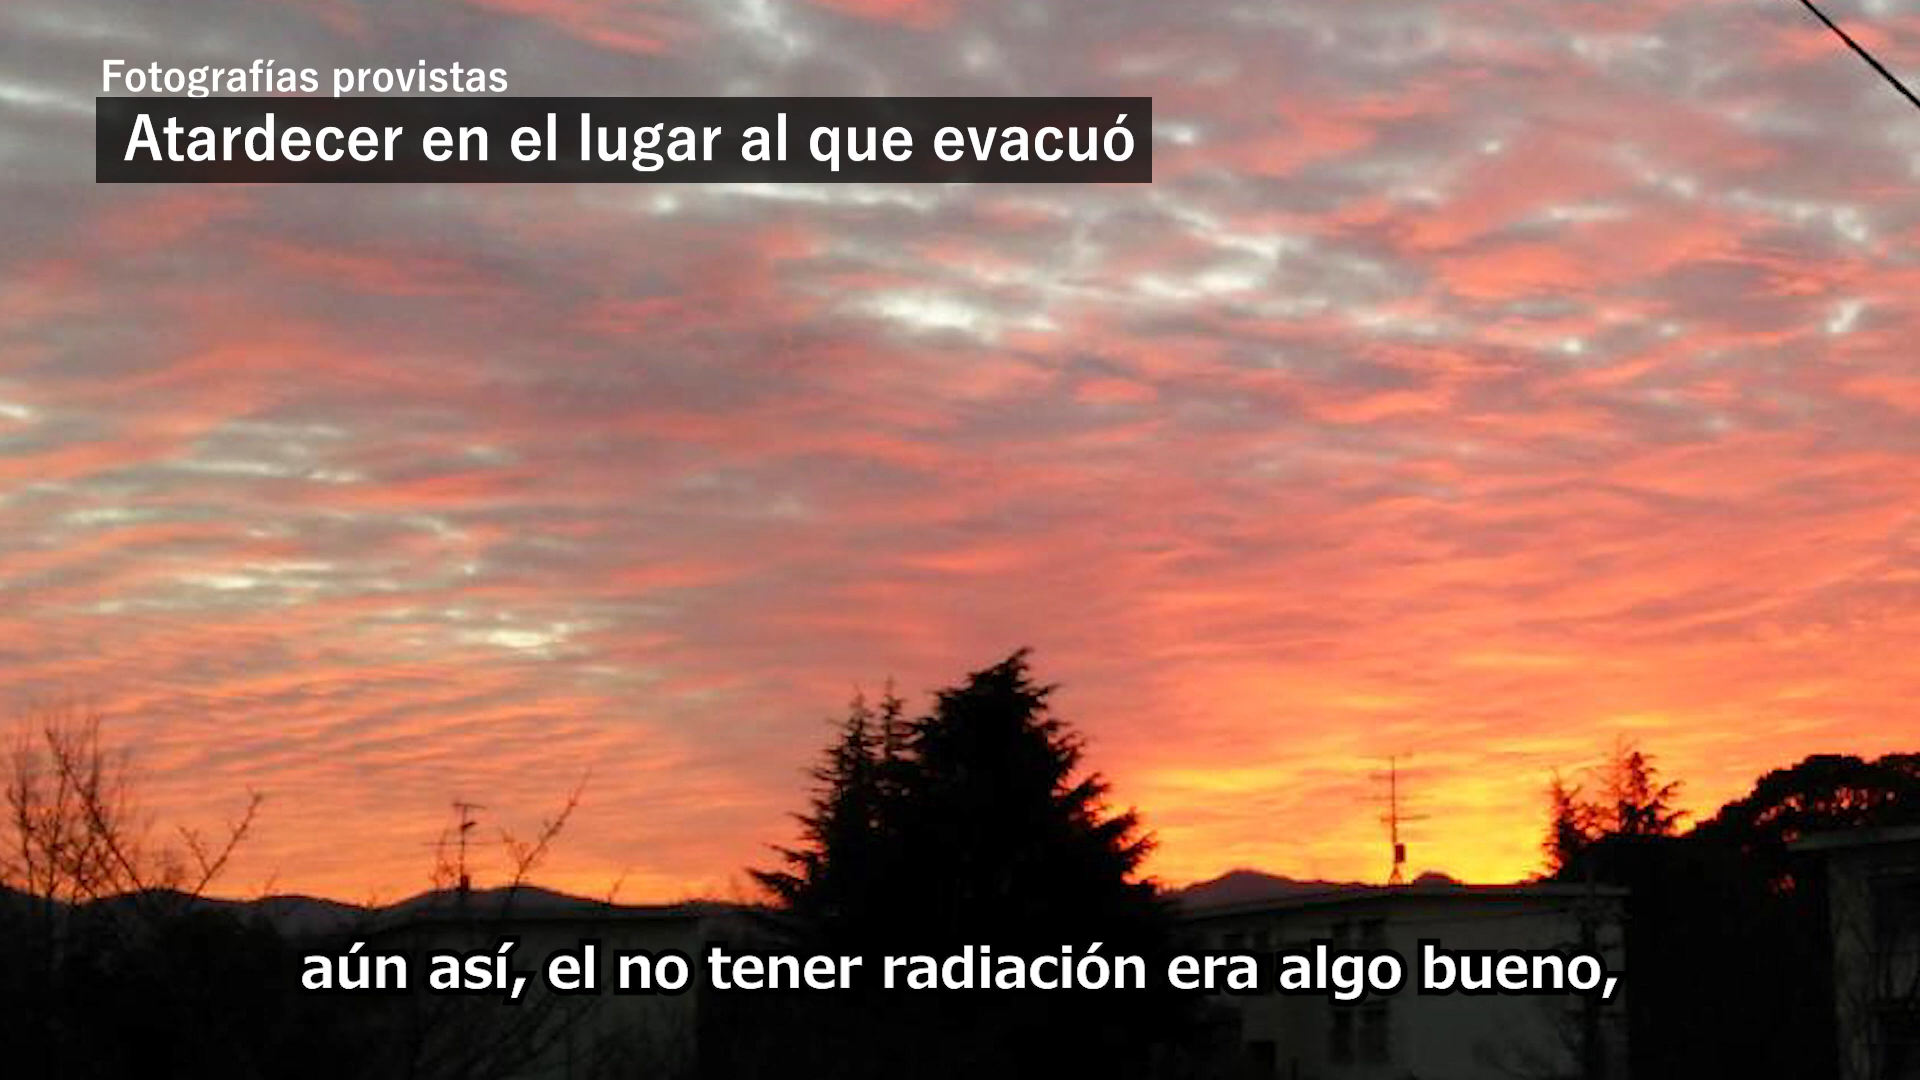 Fotografías provistas
Atardecer en el lugar al que evacuó
aún así, el no tener radiación era algo bueno,